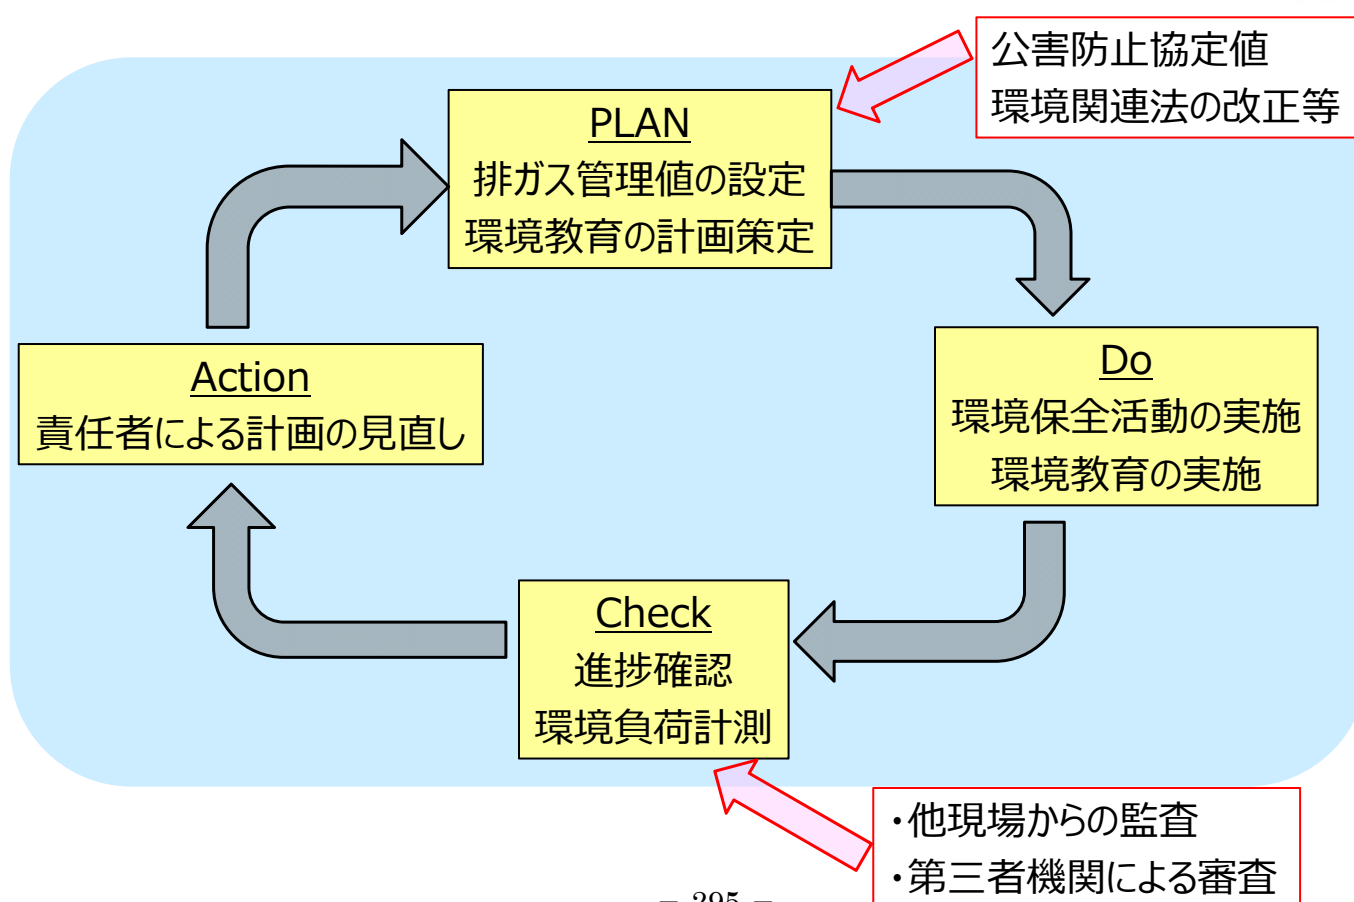 公害防止協定値
環境関連法の改正等
PLAN
排ガス管理値の設定
環境教育の計画策定
Action
責任者による計画の見直し
Do
環境保全活動の実施
環境教育の実施
Check
進捗確認
環境負荷計測
・他現場からの監査
・第三者機関による審査
− 295 −